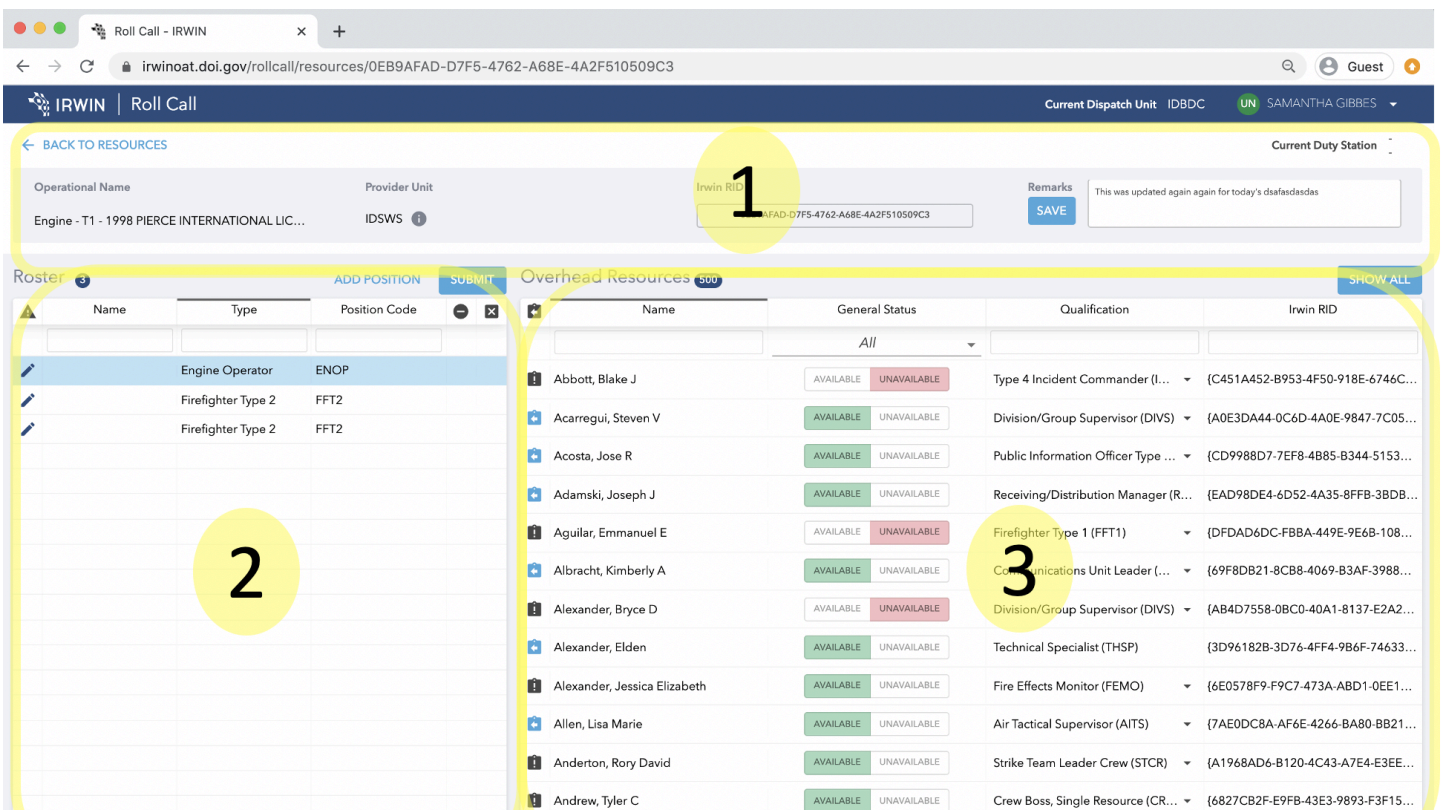 Roll Call - IRWIN
irwinoat.doi.gov/rollcall/resources/0EB9AFAD-D7F5-4762-A68E-4A2F510509C3
Guest
IRWIN | Roll Call
Current Dispatch Unit IDBDC UN SAMANTHA GIBBES
BACK TO RESOURCES
Current Duty Station
1
Operational Name Provider Unit Irwin RID Remarks
This was updated again again for today's dsafasdasdas
SAVE
Engine - T1 - 1998 PIERCE INTERNATIONAL LIC... IDSWS AFAD-D7F5-4762-A68E-4A2F510509C3
Roster 3 ADD POSITION SUBMIT Overhead Resources 500 SHOW ALL
Name Type Position Code Name General Status Qualification Irwin RID
All
Engine Operator ENOP
Firefighter Type 2 FFT2
Firefighter Type 2 FFT2
2
3
Abbott, Blake J AVAILABLE UNAVAILABLE Type 4 Incident Commander (I... {C451A452-B953-4F50-918E-6746C...
Acarregui, Steven V AVAILABLE UNAVAILABLE Division/Group Supervisor (DIVS) {A0E3DA44-0C6D-4A0E-9847-7C05...
Acosta, Jose R AVAILABLE UNAVAILABLE Public Information Officer Type ... {CD9988D7-7EF8-4B85-B344-5153...
Adamski, Joseph J AVAILABLE UNAVAILABLE Receiving/Distribution Manager (R... {EAD98DE4-6D52-4A35-8FFB-3BDB...
Aguilar, Emmanuel E AVAILABLE UNAVAILABLE Firefighter Type 1 (FFT1) {DFDAD6DC-FBBA-449E-9E6B-108...
Albracht, Kimberly A AVAILABLE UNAVAILABLE Communications Unit Leader (... {69F8DB21-8CB8-4069-B3AF-3988...
Alexander, Bryce D AVAILABLE UNAVAILABLE Division/Group Supervisor (DIVS) {AB4D7558-0BC0-40A1-8137-E2A2...
Alexander, Elden AVAILABLE UNAVAILABLE Technical Specialist (THSP) {3D96182B-3D76-4FF4-9B6F-74633...
Alexander, Jessica Elizabeth AVAILABLE UNAVAILABLE Fire Effects Monitor (FEMO) {6E0578F9-F9C7-473A-ABD1-0EE1...
Allen, Lisa Marie AVAILABLE UNAVAILABLE Air Tactical Supervisor (AITS) {7AE0DC8A-AF6E-4266-BA80-BB21...
Anderton, Rory David AVAILABLE UNAVAILABLE Strike Team Leader Crew (STCR) {A1968AD6-B120-4C43-A7E4-E3EE...
Andrew, Tyler C AVAILABLE UNAVAILABLE Crew Boss, Single Resource (CR... {6827CB2F-E9FB-43E3-9893-F3F15...